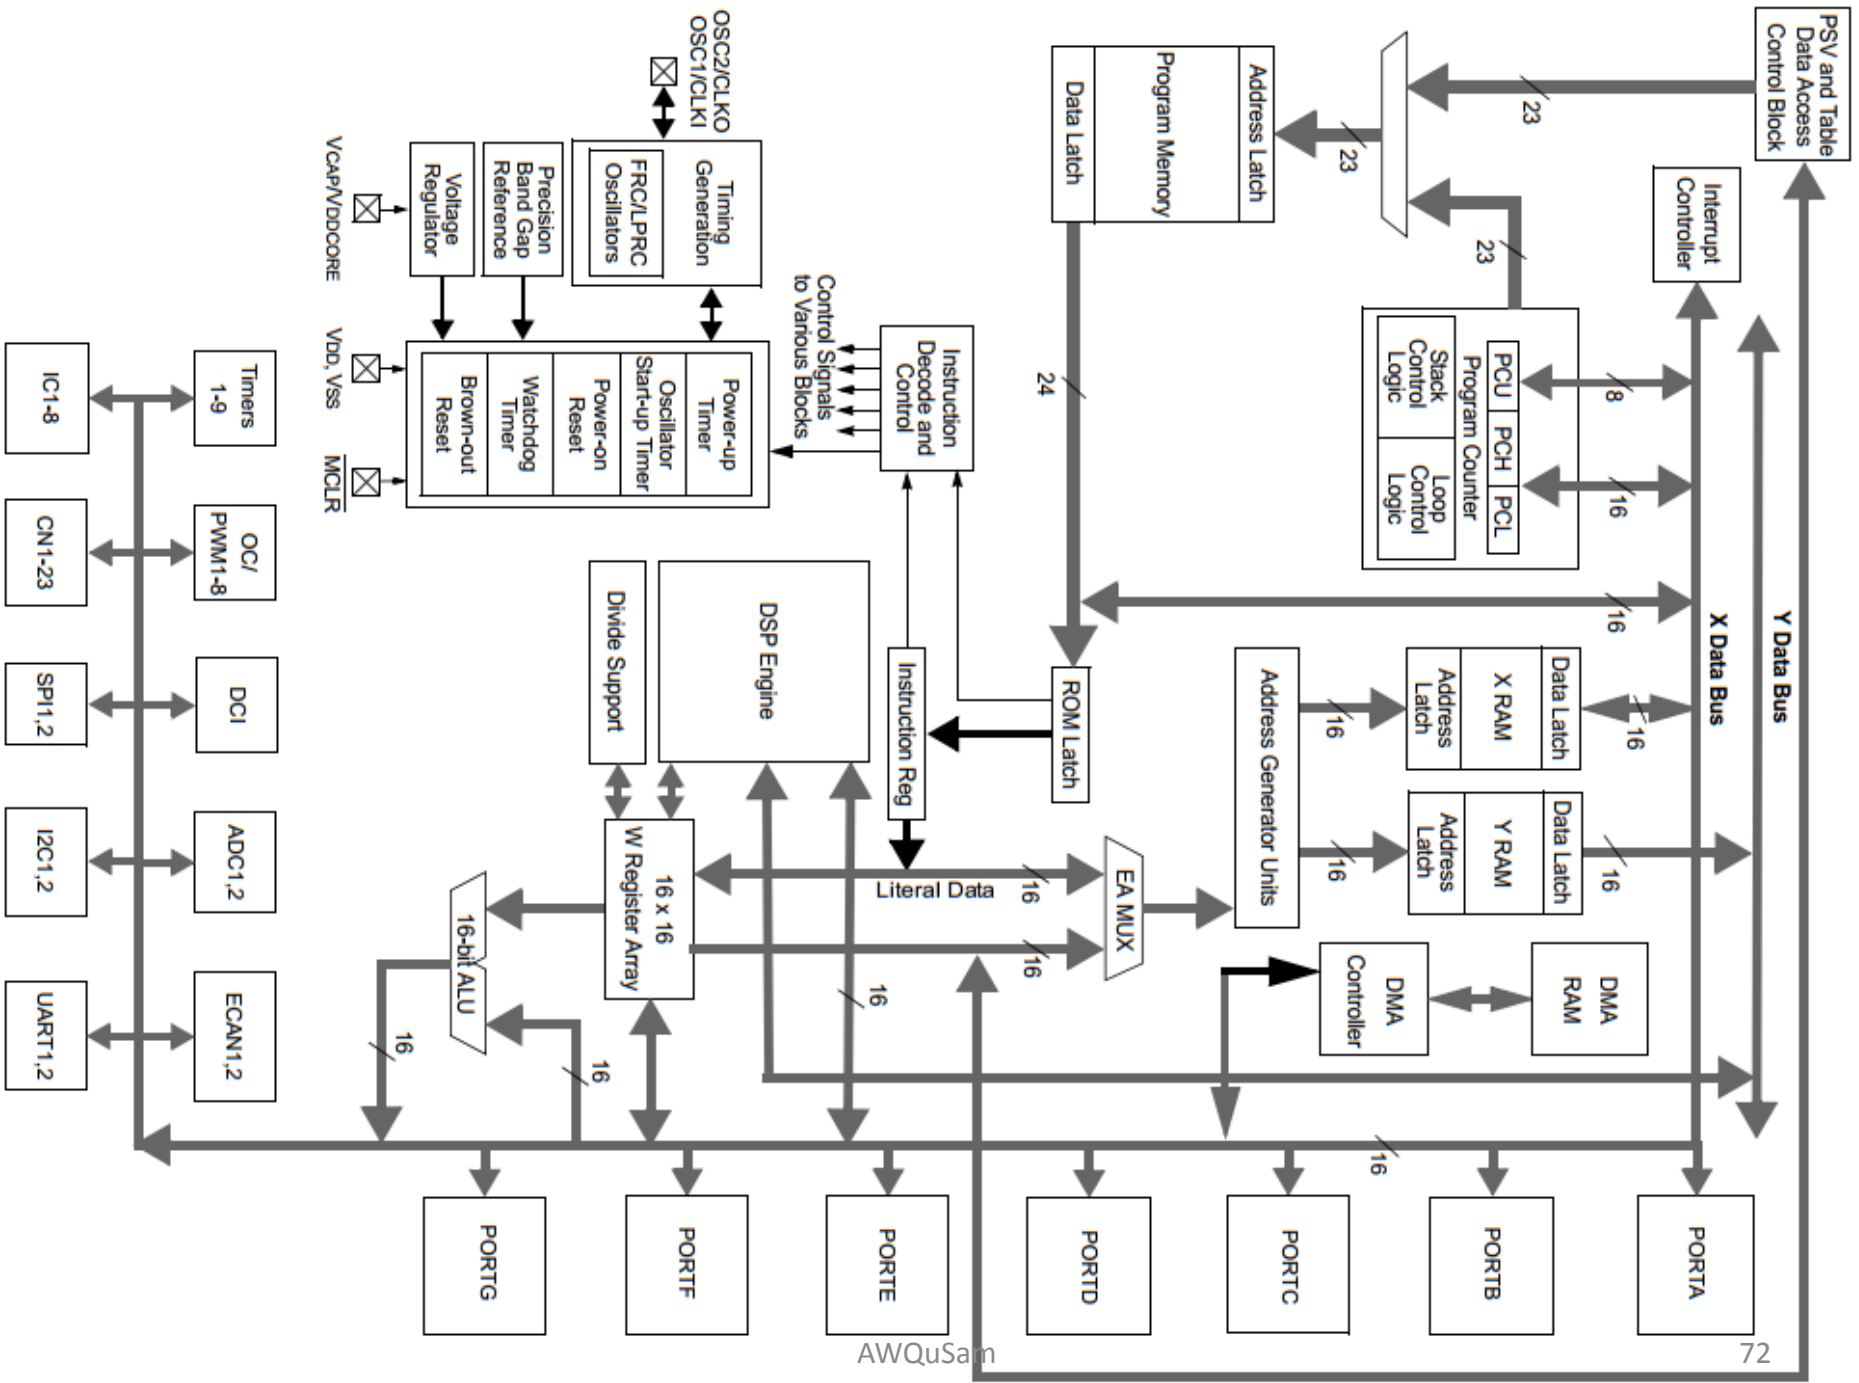 PSV and Table
Data Access
Control Block
Interrupt
Controller
23
23
23
Address Latch
Program Memory
Data Latch
24
PCU
PCH
PCL
Program Counter
Stack
Control
Logic
Loop
Control
Logic
8
16
16
Y Data Bus
X Data Bus
Data Latch
X RAM
Address
Latch
16
16
Data Latch
Y RAM
Address
Latch
16
16
Address Generator Units
DMA
RAM
DMA
Controller
EA MUX
16
16
Literal Data
ROM Latch
Instruction Reg
Instruction
Decode and
Control
Control Signals
to Various Blocks
OSC2/CLKO
OSC1/CLKI
Timing
Generation
FRC/LPRC
Oscillators
Precision
Band Gap
Reference
Voltage
Regulator
VCAP/VDDCORE
Power-up
Timer
Oscillator
Start-up Timer
Power-on
Reset
Watchdog
Timer
Brown-out
Reset
VDD, VSS
MCLR
DSP Engine
Divide Support
16
16 x 16
W Register Array
16-bit ALU
16
16
16
PORTA
PORTB
PORTC
PORTD
PORTE
PORTF
PORTG
Timers
1-9
OC/
PWM1-8
DCI
ADC1,2
ECAN1,2
IC1-8
CN1-23
SPI1,2
I2C1,2
UART1,2
AWQuSam
72